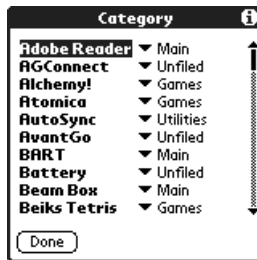 Category i
Adobe Reader Main
AGConnect Unfiled
Alchemy! Games
Atomica Games
AutoSync Utilities
AvantGo Unfiled
BART Main
Battery Unfiled
Beam Box Main
Beiks Tetris Games
Done